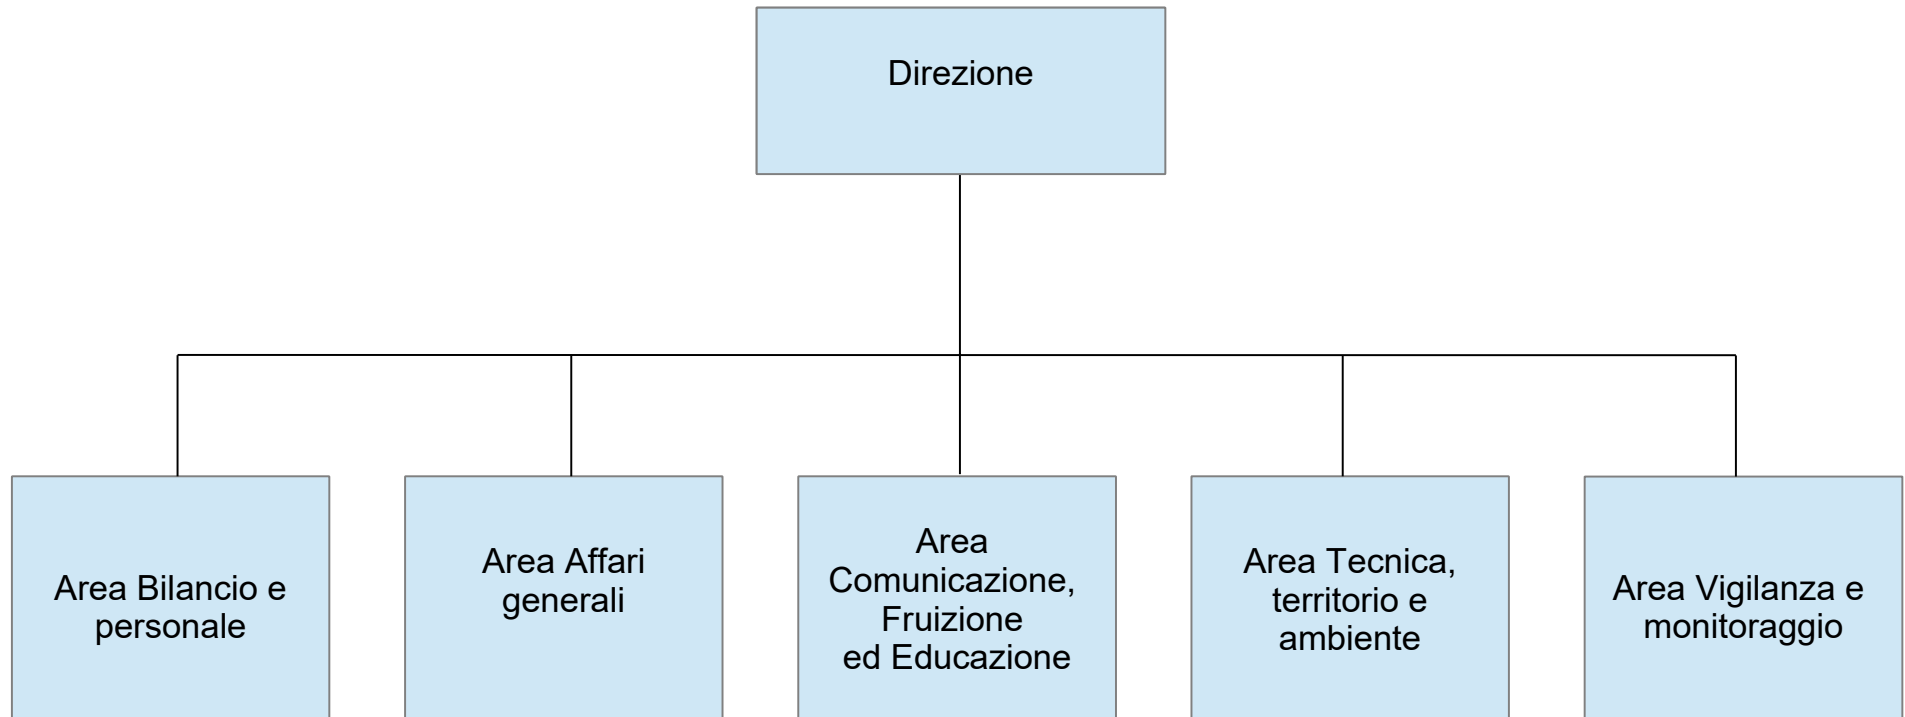 Direzione
Area Bilancio e
personale
Area Affari
generali
Area
Comunicazione,
Fruizione
ed Educazione
Area Tecnica,
territorio e
ambiente
Area Vigilanza e
monitoraggio